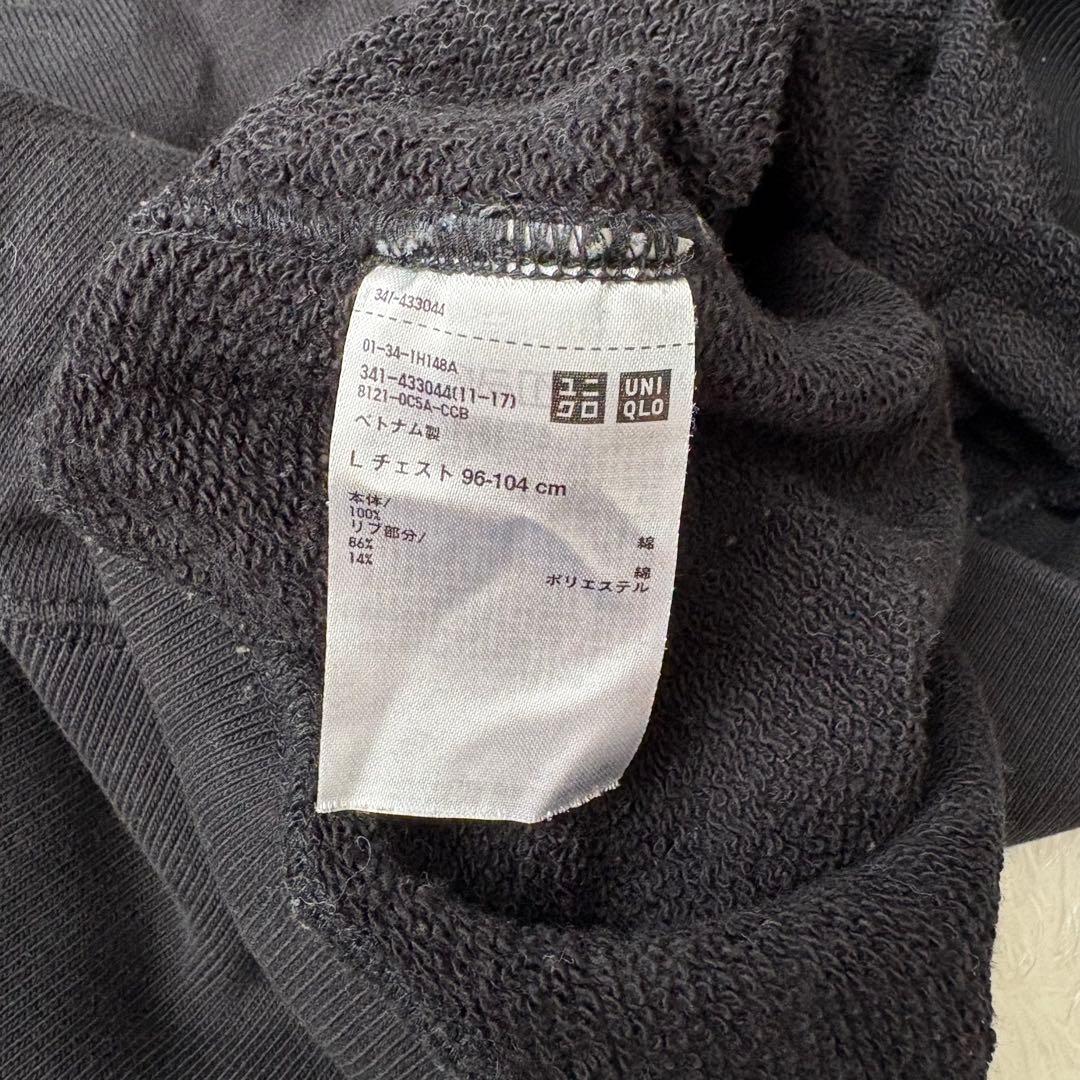 341-433044
01-34-1H148A
341-433044(11-17)
8121-0C5A-CCB
ベトナム製
ユニ
クロ
UNI
QLO
L チェスト 96-104 cm
本体/
100% 綿
リブ部分/
86% 綿
14% ポリエステル